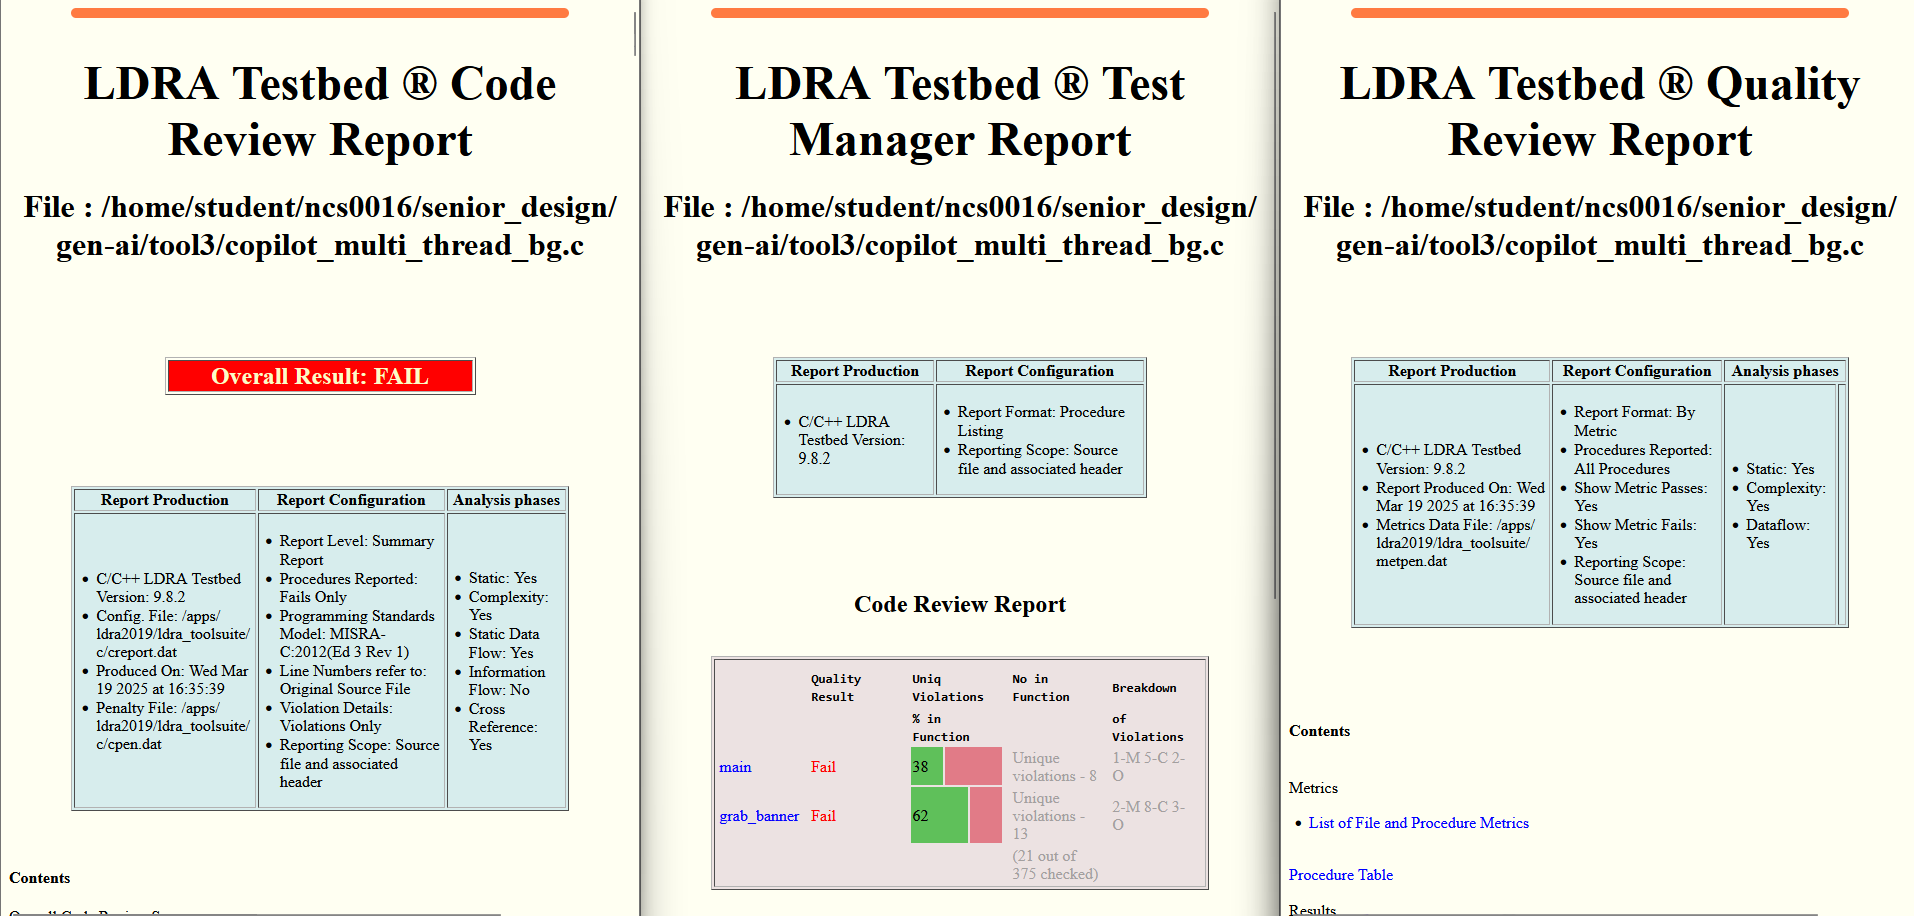 LDRA Testbed ® Code
Review Report
File : /home/student/ncs0016/senior_design/
gen-ai/tool3/copilot_multi_thread_bg.c
Overall Result: FAIL
Report Production
Report Configuration
Analysis phases
• C/C++ LDRA Testbed
Version: 9.8.2
• Config. File: /apps/
ldra2019/ldra_toolsuite/
c/creport.dat
• Produced On: Wed Mar
19 2025 at 16:35:39
• Penalty File: /apps/
ldra2019/ldra_toolsuite/
c/cpen.dat
• Report Level: Summary
Report
• Procedures Reported:
Fails Only
• Programming Standards
Model: MISRA-
C:2012(Ed 3 Rev 1)
• Line Numbers refer to:
Original Source File
• Violation Details:
Violations Only
• Reporting Scope: Source
file and associated
header
• Static: Yes
• Complexity:
Yes
• Static Data
Flow: Yes
• Information
Flow: No
• Cross
Reference:
Yes
Contents
LDRA Testbed ® Test
Manager Report
File : /home/student/ncs0016/senior_design/
gen-ai/tool3/copilot_multi_thread_bg.c
Report Production
Report Configuration
• C/C++ LDRA
Testbed Version:
9.8.2
• Report Format: Procedure
Listing
• Reporting Scope: Source
file and associated header
Code Review Report
Quality
Result
Uniq
Violations
% in
Function
No in
Function
Breakdown
of
Violations
main
Fail
38
Unique
violations - 8
1-M 5-C 2-
O
grab_banner
Fail
62
Unique
violations -
13
2-M 8-C 3-
O
(21 out of
375 checked)
LDRA Testbed ® Quality
Review Report
File : /home/student/ncs0016/senior_design/
gen-ai/tool3/copilot_multi_thread_bg.c
Report Production
Report Configuration
Analysis phases
• C/C++ LDRA Testbed
Version: 9.8.2
• Report Produced On: Wed
Mar 19 2025 at 16:35:39
• Metrics Data File: /apps/
ldra2019/ldra_toolsuite/
metpen.dat
• Report Format: By
Metric
• Procedures Reported:
All Procedures
• Show Metric Passes:
Yes
• Show Metric Fails:
Yes
• Reporting Scope:
Source file and
associated header
• Static: Yes
• Complexity:
Yes
• Dataflow:
Yes
Contents
Metrics
• List of File and Procedure Metrics
Procedure Table
Results